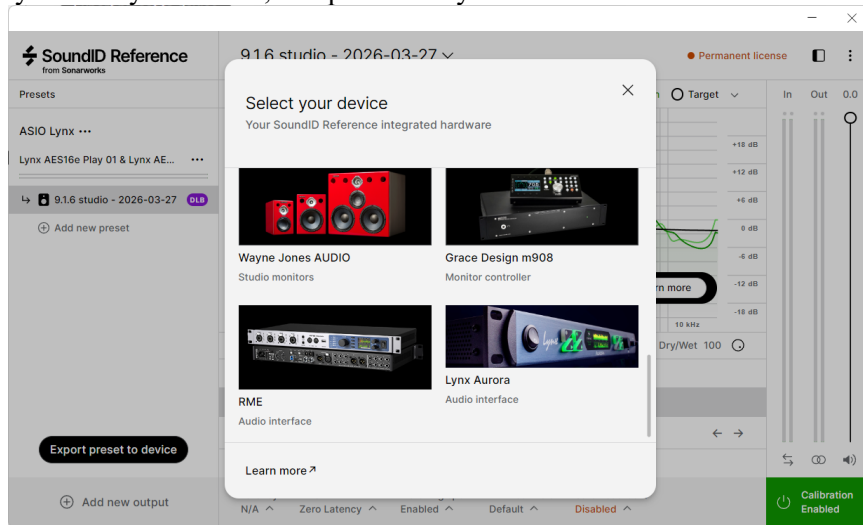 SoundID Reference
from Sonarworks
9.1.6 studio - 2026-03-27
Permanent license
Presets
Target
In Out 0.0
ASIO Lynx
Lynx AES16e Play 01 & Lynx AE...
9.1.6 studio - 2026-03-27 DLB
Add new preset
Select your device
Your SoundID Reference integrated hardware
Wayne Jones AUDIO
Studio monitors
Grace Design m908
Monitor controller
RME
Audio interface
Lynx Aurora
Audio interface
Learn more
+18 dB
+12 dB
+6 dB
0 dB
-6 dB
-12 dB
-18 dB
rn more
10 kHz
Dry/Wet 100
Export preset to device
Add new output
N/A Zero Latency Enabled Default Disabled
Calibration
Enabled